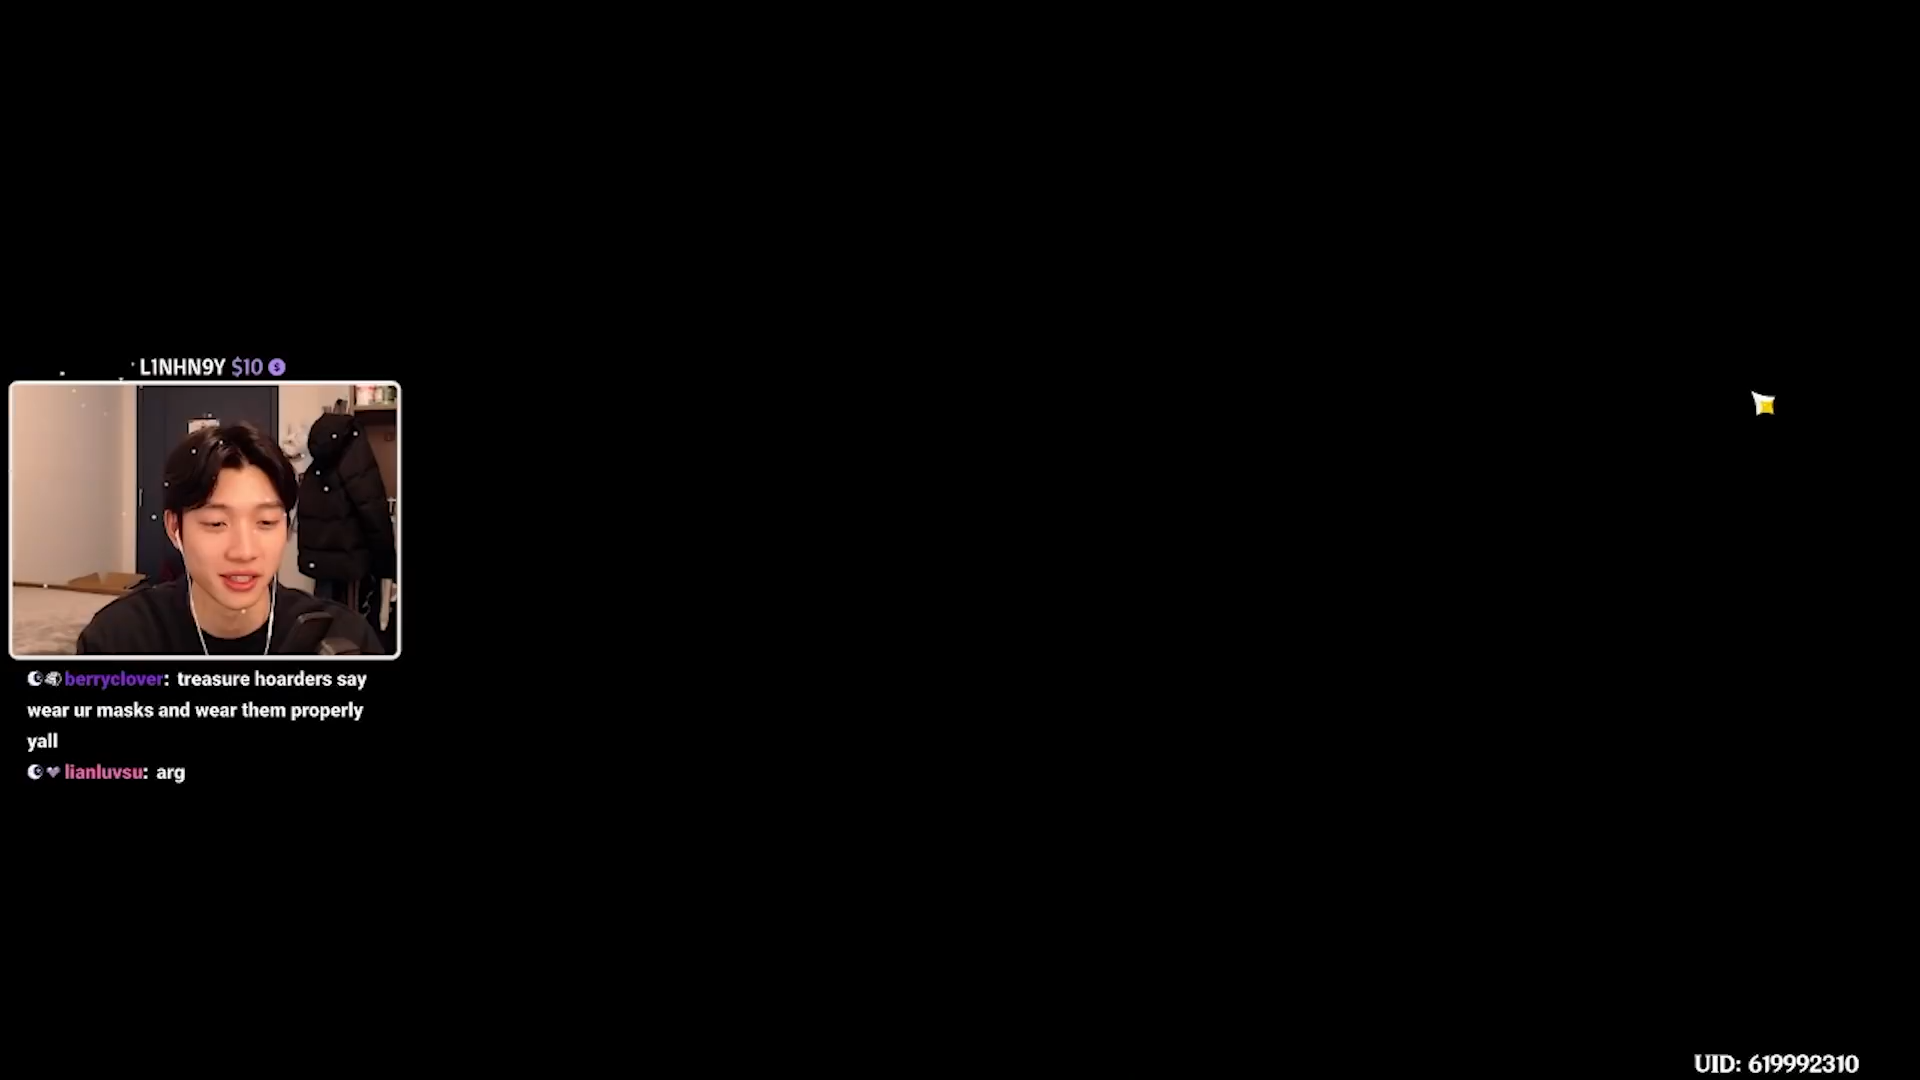 L1NHN9Y $10
berryclover: treasure hoarders say
wear ur masks and wear them properly
yall
lianluvsu: arg
UID: 619992310